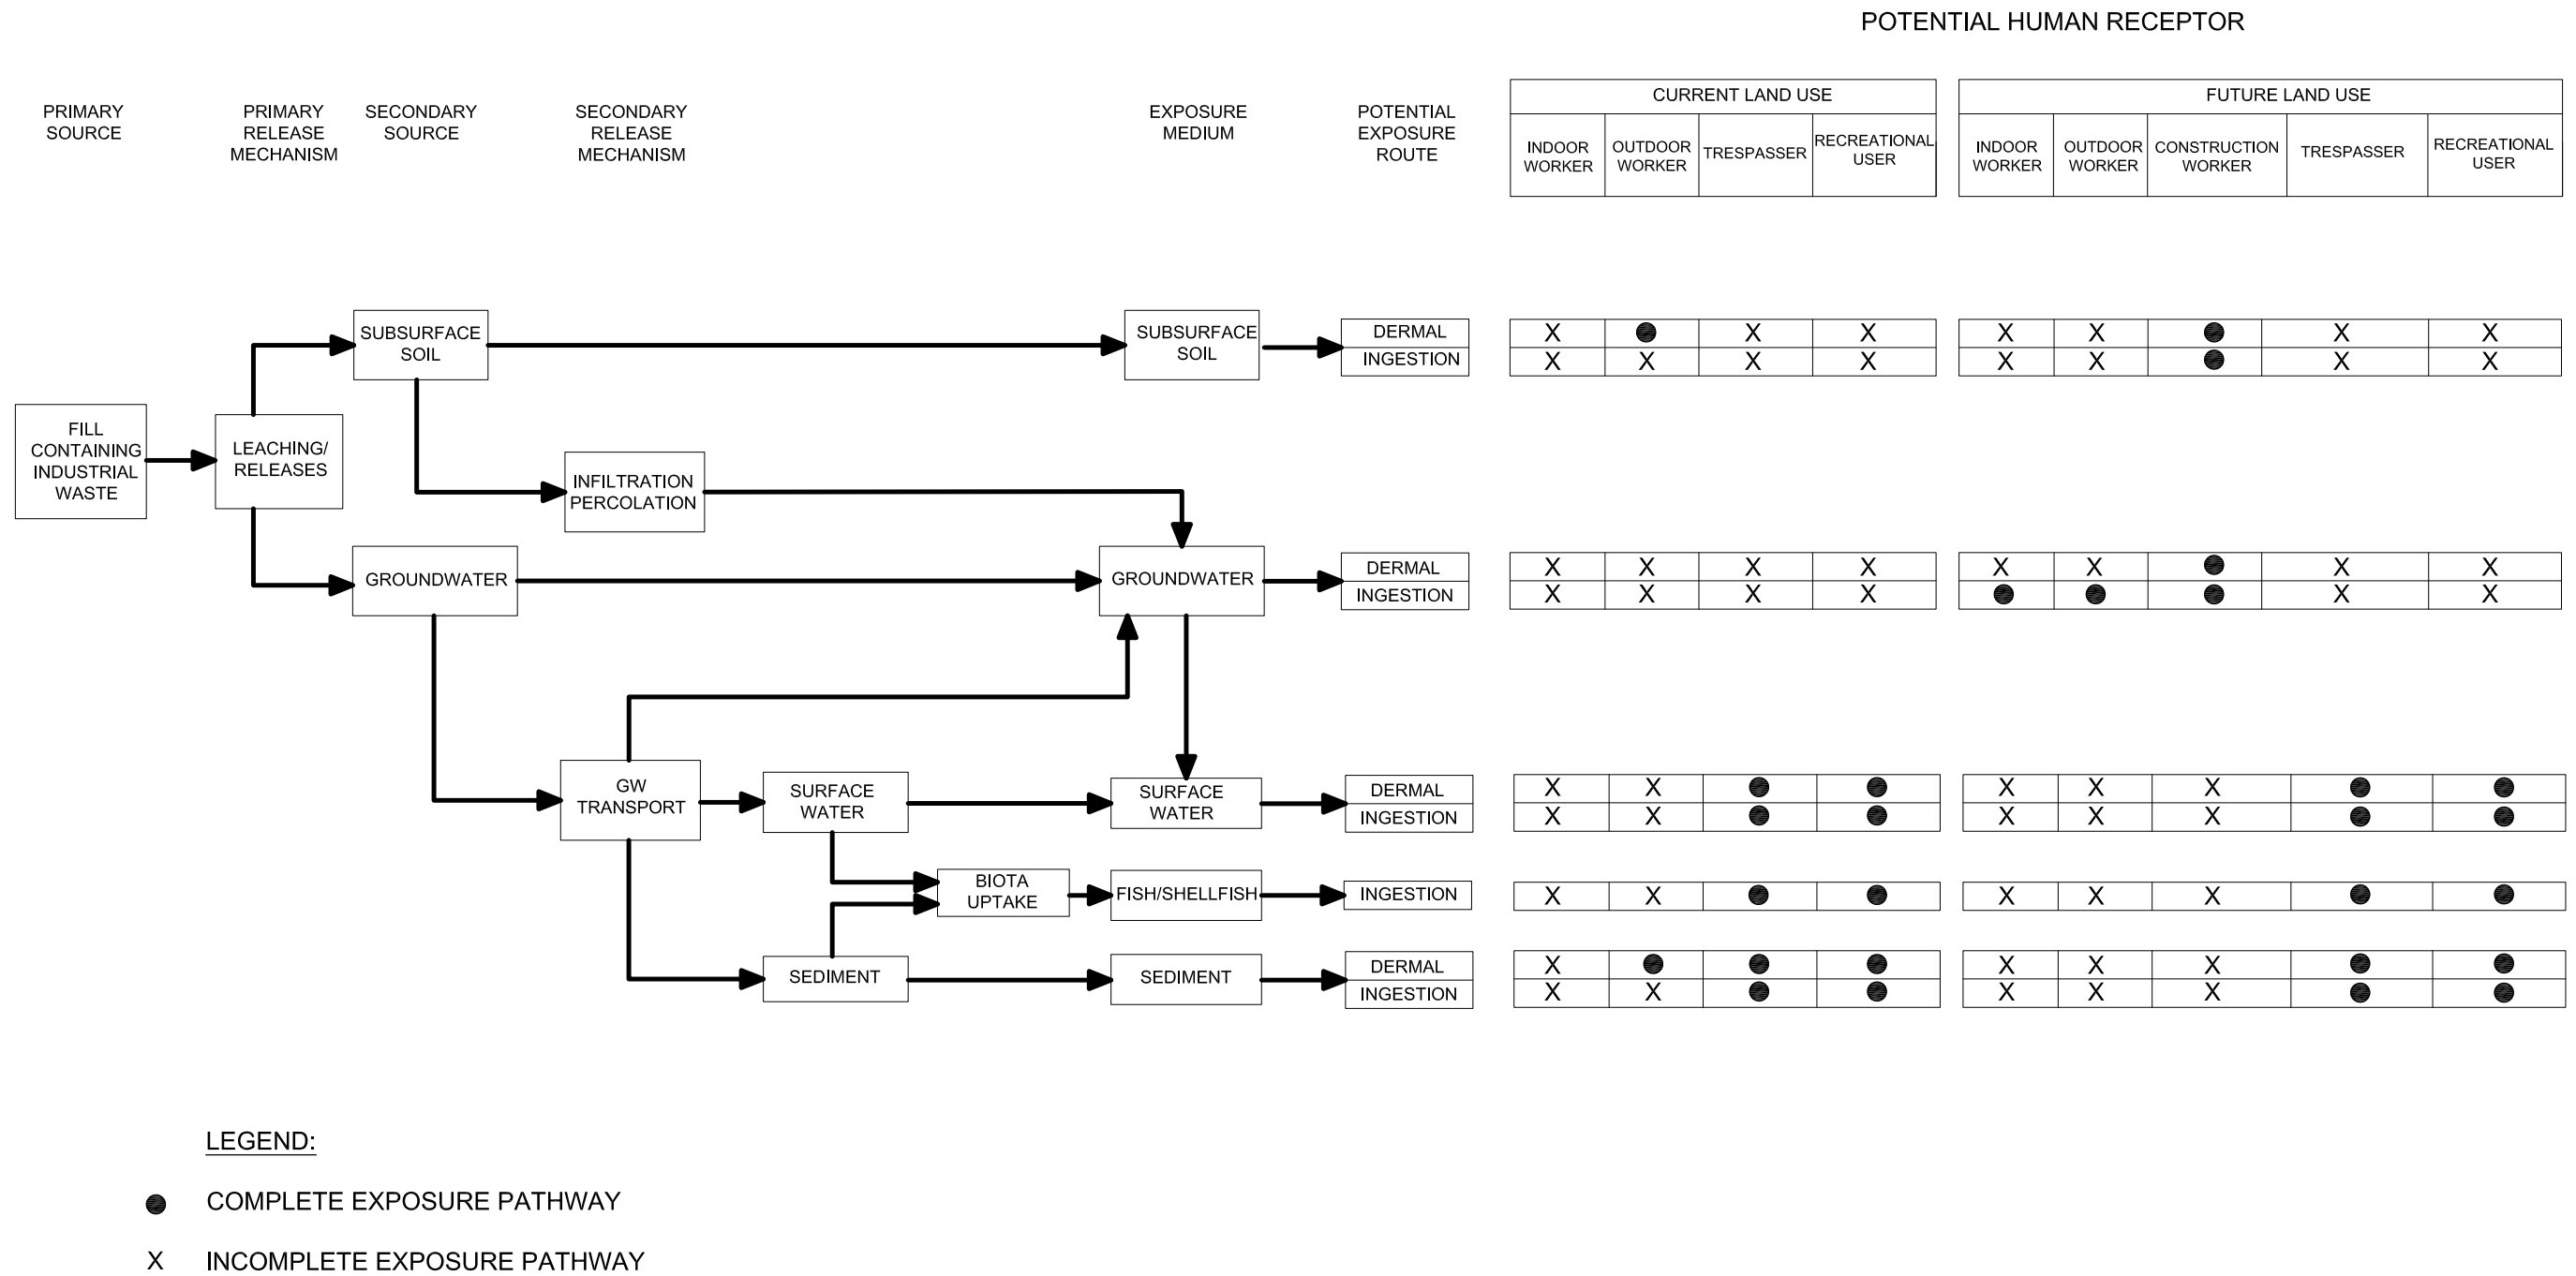 POTENTIAL HUMAN RECEPTOR
PRIMARY
SOURCE
PRIMARY
RELEASE
MECHANISM
SECONDARY
SOURCE
SECONDARY
RELEASE
MECHANISM
EXPOSURE
MEDIUM
POTENTIAL
EXPOSURE
ROUTE
CURRENT LAND USE
INDOOR
WORKER
OUTDOOR
WORKER
TRESPASSER
RECREATIONAL
USER
FUTURE LAND USE
INDOOR
WORKER
OUTDOOR
WORKER
CONSTRUCTION
WORKER
TRESPASSER
RECREATIONAL
USER
SUBSURFACE
SOIL
SUBSURFACE
SOIL
DERMAL
X X X X X X X
INGESTION
X X X X X X X X
FILL
CONTAINING
INDUSTRIAL
WASTE
LEACHING/
RELEASES
INFILTRATION
PERCOLATION
GROUNDWATER
GROUNDWATER
DERMAL
X X X X X X X X
INGESTION
X X X X X X
GW
TRANSPORT
SURFACE
WATER
SURFACE
WATER
DERMAL
X X X X X
INGESTION
X X X X X
BIOTA
UPTAKE
FISH/SHELLFISH
INGESTION
X X X X X
SEDIMENT
SEDIMENT
DERMAL
X X X X
INGESTION
X X X X X
LEGEND:
COMPLETE EXPOSURE PATHWAY
X INCOMPLETE EXPOSURE PATHWAY